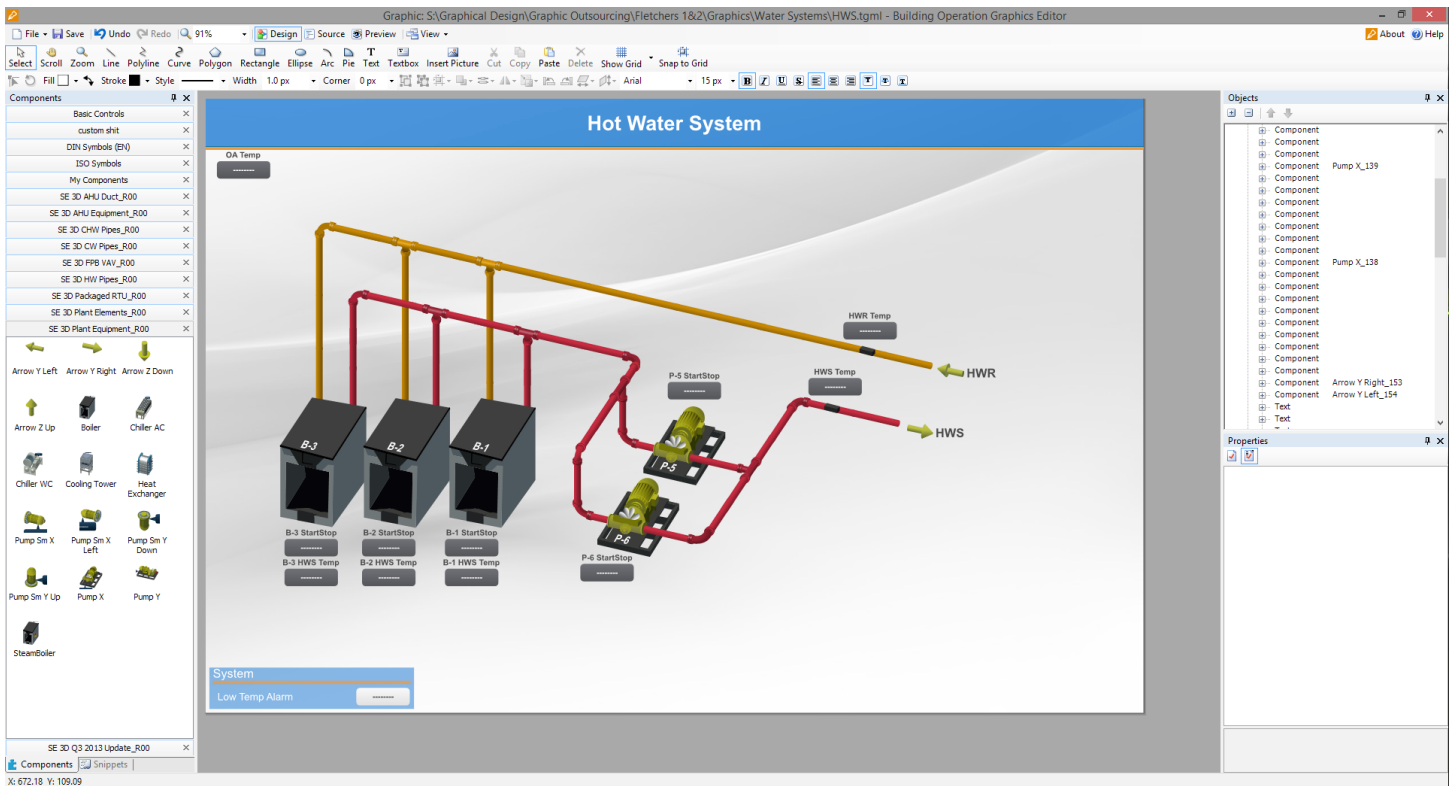 Graphic: S:\Graphical Design\Graphic Outsourcing\Fletchers 1&2\Graphics\Water Systems\HWS.tgml - Building Operation Graphics Editor
File Save Undo Redo 91% Design Source Preview View About Help
Select Scroll Zoom Line Polyline Curve Polygon Rectangle Ellipse Arc Pie Text Textbox Insert Picture Cut Copy Paste Delete Show Grid Snap to Grid
Fill Stroke Style Width 1.0 px Corner 0 px Arial 15 px B I U S T T T
Components
Basic Controls
custom shit
DIN Symbols (EN)
ISO Symbols
My Components
SE 3D AHU Duct_R00
SE 3D AHU Equipment_R00
SE 3D CHW Pipes_R00
SE 3D CW Pipes_R00
SE 3D FPB VAV_R00
SE 3D HW Pipes_R00
SE 3D Packaged RTU_R00
SE 3D Plant Elements_R00
SE 3D Plant Equipment_R00
Arrow Y Left Arrow Y Right Arrow Z Down
Arrow Z Up Boiler Chiller AC
Chiller WC Cooling Tower Heat Exchanger
Pump Sm X Pump Sm X Left Pump Sm Y Down
Pump Sm Y Up Pump X Pump Y
SteamBoiler
SE 3D Q3 2013 Update_R00
Components Snippets
X: 672.18 Y: 109.09
Hot Water System
OA Temp
--------
HWR Temp
--------
HWR
HWS Temp
--------
HWS
P-5 StartStop
--------
B-3 B-2 B-1
P-5
P-6
B-3 StartStop B-2 StartStop B-1 StartStop
-------- -------- --------
B-3 HWS Temp B-2 HWS Temp B-1 HWS Temp
-------- -------- --------
P-6 StartStop
--------
System
Low Temp Alarm --------
Objects
Component
Component
Component
Component Pump X_139
Component
Component
Component
Component
Component
Component
Component
Component Pump X_138
Component
Component
Component
Component
Component
Component
Component
Component
Component
Component Arrow Y Right_153
Component Arrow Y Left_154
Text
Text
Properties